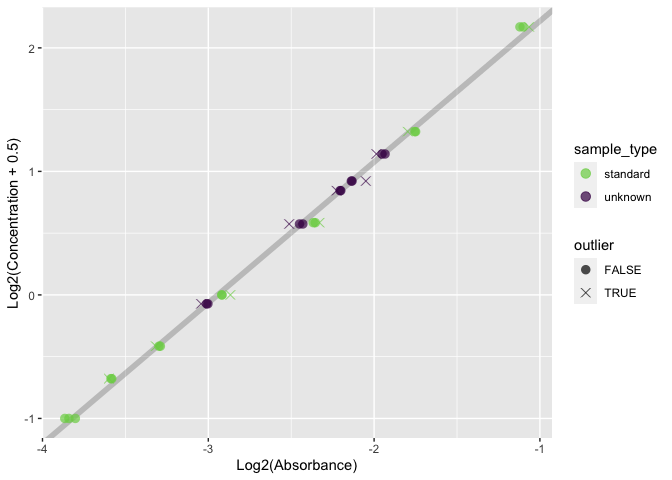 2
1
0
-1
-4
-3
-2
-1
Log2(Concentration + 0.5)
Log2(Absorbance)
sample_type
standard
unknown
outlier
FALSE
TRUE